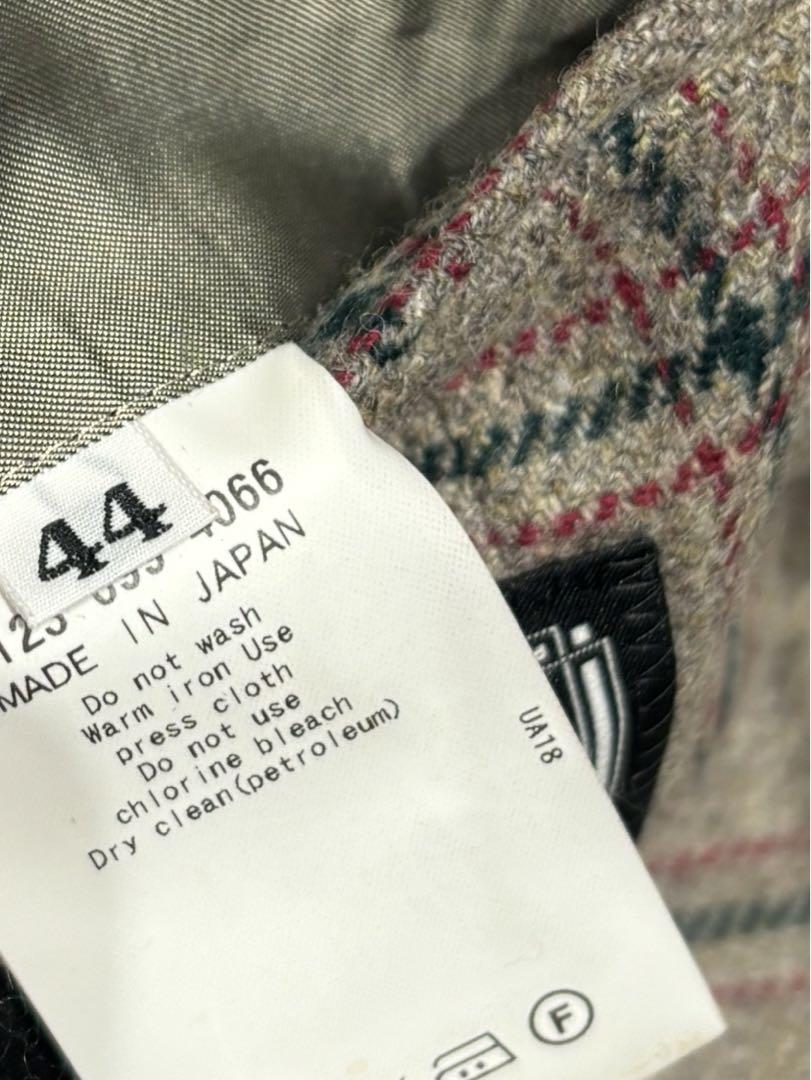 44
4066
MADE IN JAPAN
Do not wash
Warm iron Use
press cloth
Do not use
chlorine bleach
Dry clean(petroleum)
UA18
F